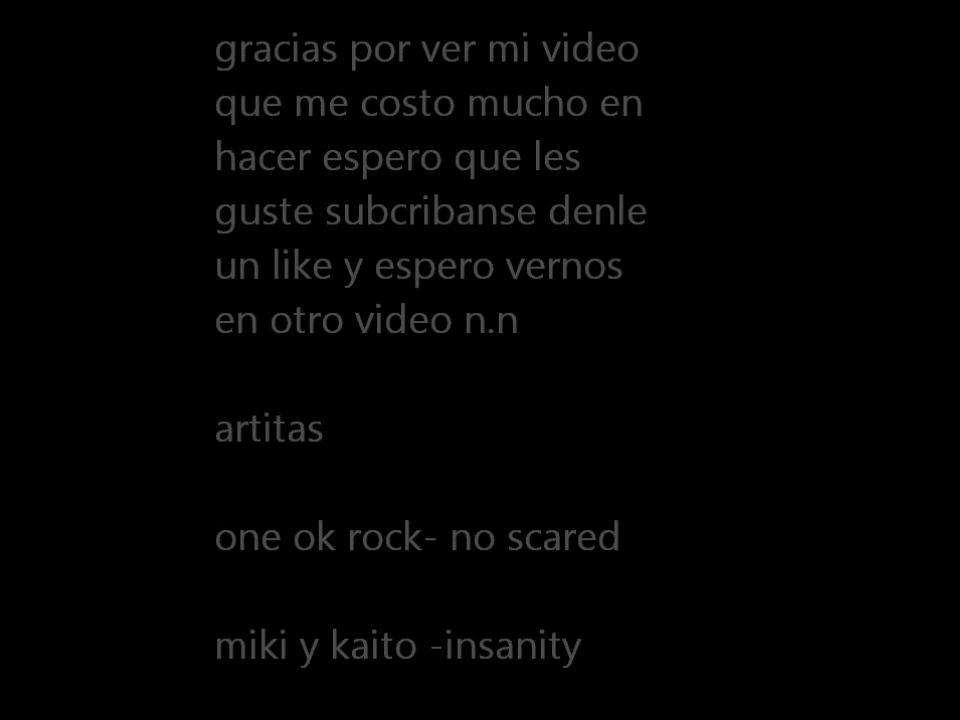 gracias por ver mi video
que me costo mucho en
hacer espero que les
guste subcribanse denle
un like y espero vernos
en otro video n.n
artitas
one ok rock- no scared
miki y kaito -insanity